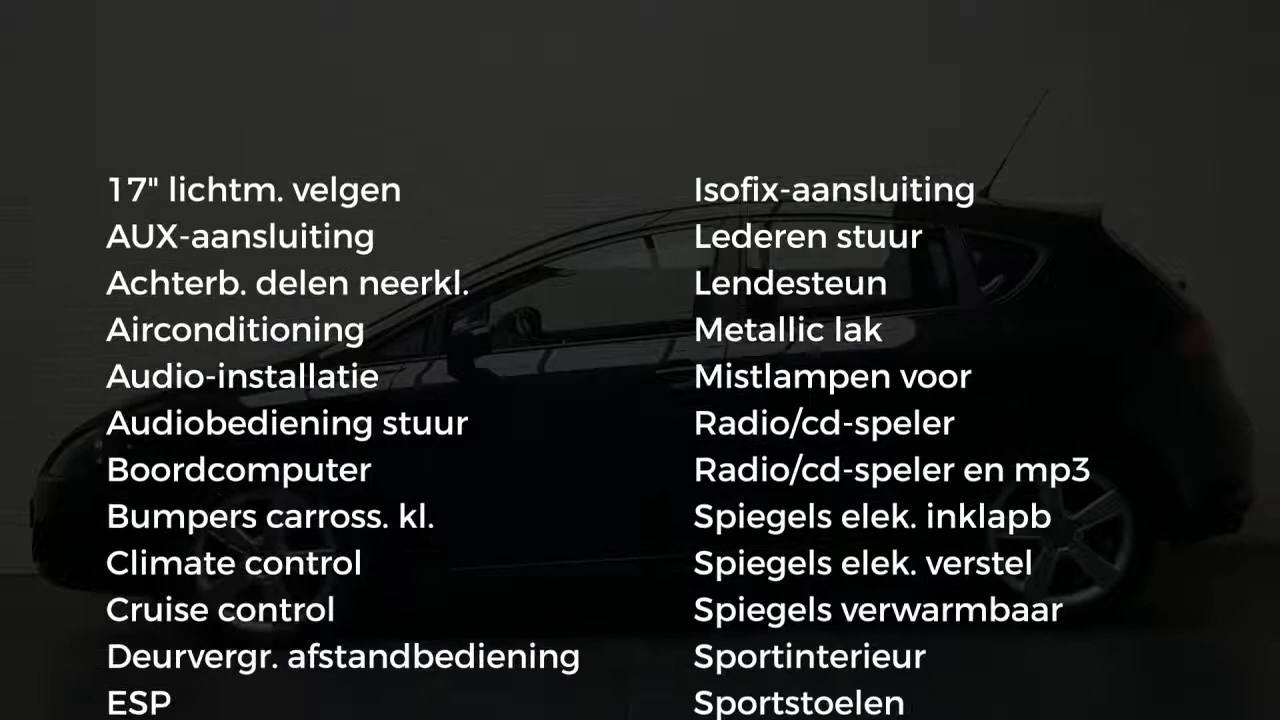 17" lichtm. velgen
AUX-aansluiting
Achterb. delen neerkl.
Airconditioning
Audio-installatie
Audiobediening stuur
Boordcomputer
Bumpers carross. kl.
Climate control
Cruise control
Deurvergr. afstandbediening
ESP
Isofix-aansluiting
Lederen stuur
Lendesteun
Metallic lak
Mistlampen voor
Radio/cd-speler
Radio/cd-speler en mp3
Spiegels elek. inklapb
Spiegels elek. verstel
Spiegels verwarmbaar
Sportinterieur
Sportstoelen